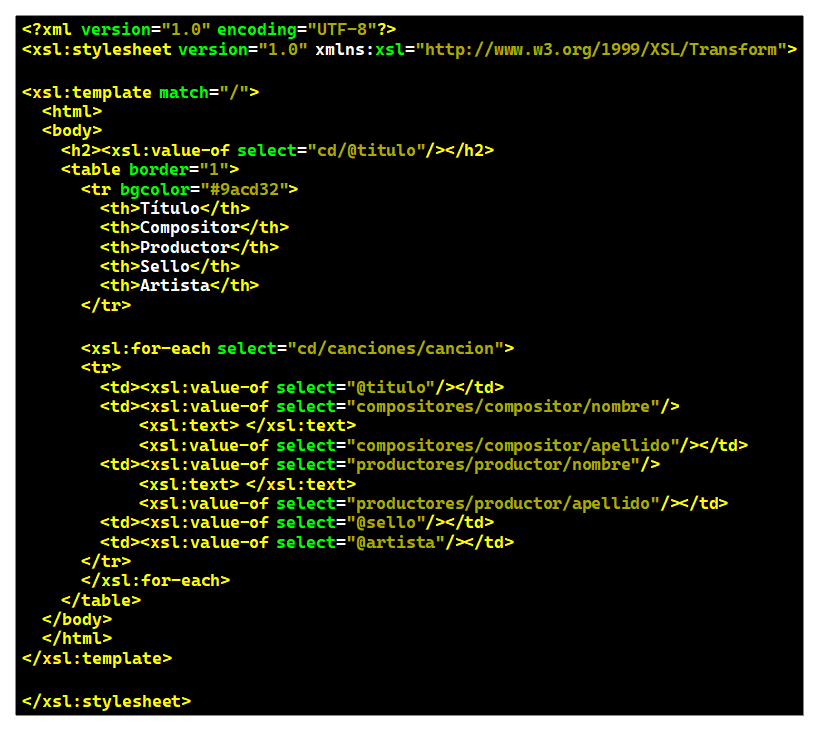 <?xml version="1.0" encoding="UTF-8"?>
<xsl:stylesheet version="1.0" xmlns:xsl="http://www.w3.org/1999/XSL/Transform">
<xsl:template match="/">
<html>
<body>
<h2><xsl:value-of select="cd/@titulo"/></h2>
<table border="1">
<tr bgcolor="#9acd32">
<th>Título</th>
<th>Compositor</th>
<th>Productor</th>
<th>Sello</th>
<th>Artista</th>
</tr>
<xsl:for-each select="cd/canciones/cancion">
<tr>
<td><xsl:value-of select="@titulo"/></td>
<td><xsl:value-of select="compositores/compositor/nombre"/>
<xsl:text> </xsl:text>
<xsl:value-of select="compositores/compositor/apellido"/></td>
<td><xsl:value-of select="productores/productor/nombre"/>
<xsl:text> </xsl:text>
<xsl:value-of select="productores/productor/apellido"/></td>
<td><xsl:value-of select="@sello"/></td>
<td><xsl:value-of select="@artista"/></td>
</tr>
</xsl:for-each>
</table>
</body>
</html>
</xsl:template>
</xsl:stylesheet>